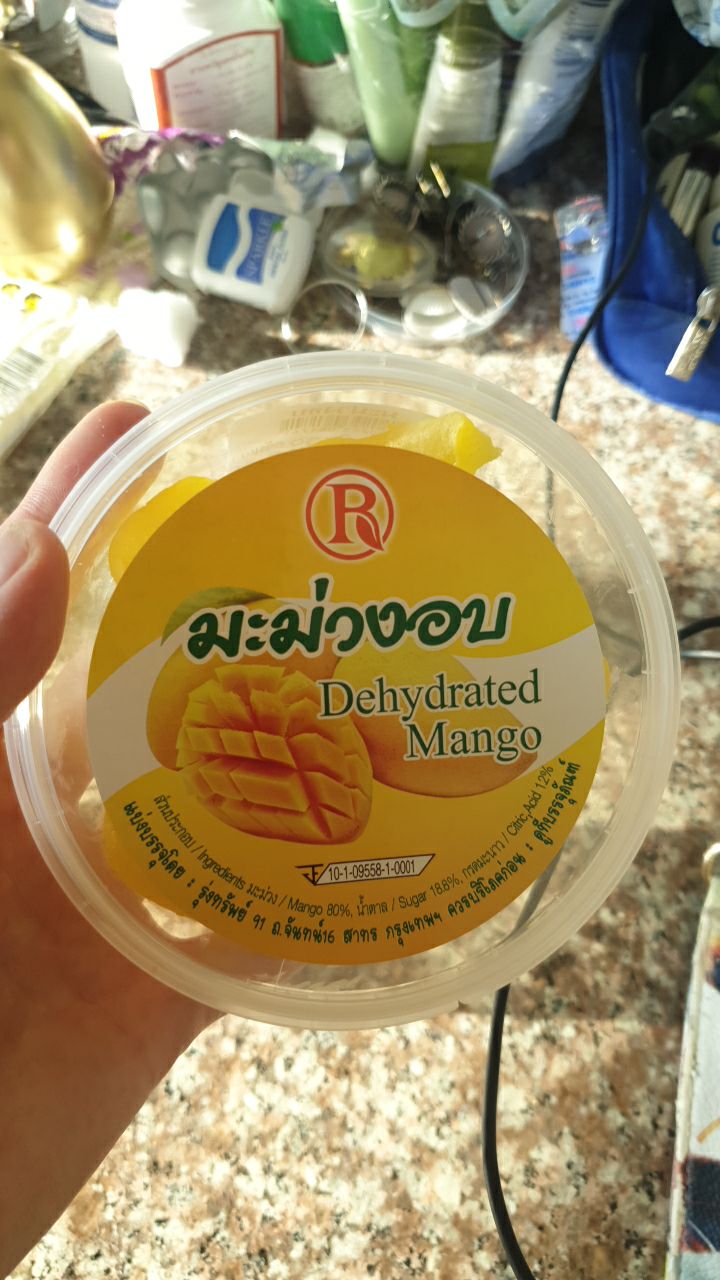 R
มะม่วงอบ
Dehydrated
Mango
10-1-09558-1-0001
ส่วนประกอบ / Ingredients มะม่วง / Mango 80%, น้ำตาล / Sugar 18.8%, กรดมะนาว / Citric Acid 1.2%
แบ่งบรรจุโดย : รุ่งทรัพย์ 91 ถ.จันทน์16 สาทร กรุงเทพฯ ควรบริโภคก่อน : ดูที่บรรจุภัณฑ์